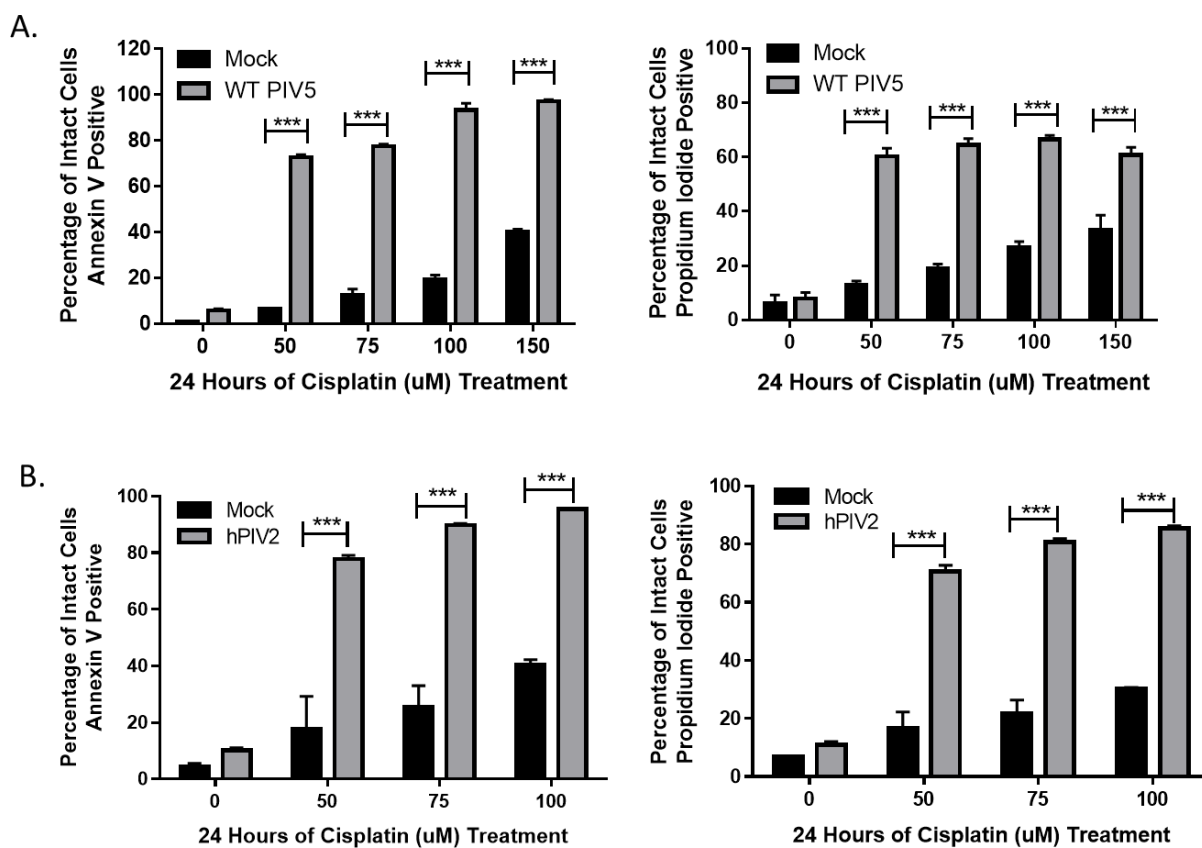 A.
Percentage of Intact Cells
Annexin V Positive
120
100
80
60
40
20
0
Mock
WT PIV5
***
***
***
***
0 50 75 100 150
24 Hours of Cisplatin (uM) Treatment
Percentage of Intact Cells
Propidium Iodide Positive
100
80
60
40
20
0
Mock
WT PIV5
***
***
***
***
0 50 75 100 150
24 Hours of Cisplatin (uM) Treatment
B.
Percentage of Intact Cells
Annexin V Positive
100
80
60
40
20
0
Mock
hPIV2
***
***
***
0 50 75 100
24 Hours of Cisplatin (uM) Treatment
Percentage of Intact Cells
Propidium Iodide Positive
100
80
60
40
20
0
Mock
hPIV2
***
***
***
0 50 75 100
24 Hours of Cisplatin (uM) Treatment